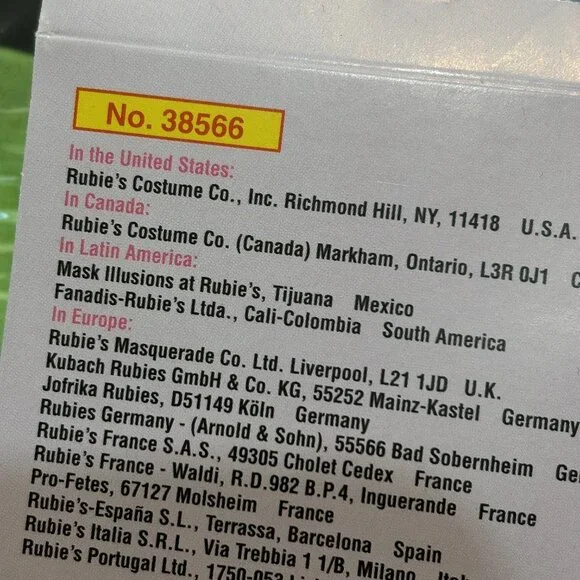 No. 38566
In the United States:
Rubie's Costume Co., Inc. Richmond Hill, NY, 11418 U.S.A.
In Canada:
Rubie's Costume Co. (Canada) Markham, Ontario, L3R 0J1
In Latin America:
Mask Illusions at Rubie's, Tijuana Mexico
Fanadis-Rubie's Ltda., Cali-Colombia South America
In Europe:
Rubie's Masquerade Co. Ltd. Liverpool, L21 1JD U.K.
Kubach Rubies GmbH & Co. KG, 55252 Mainz-Kastel Germany
Jofrika Rubies, D51149 Köln Germany
Rubies Germany - (Arnold & Sohn), 55566 Bad Sobernheim
Rubie's France S.A.S., 49305 Cholet Cedex France
Rubie's France - Waldi, R.D.982 B.P.4, Inguerande France
Pro-Fetes, 67127 Molsheim France
Rubie's-España S.L., Terrassa, Barcelona Spain
Rubie's Italia S.R.L., Via Trebbia 1 1/B, Milano
Rubie's Portugal Ltd.,